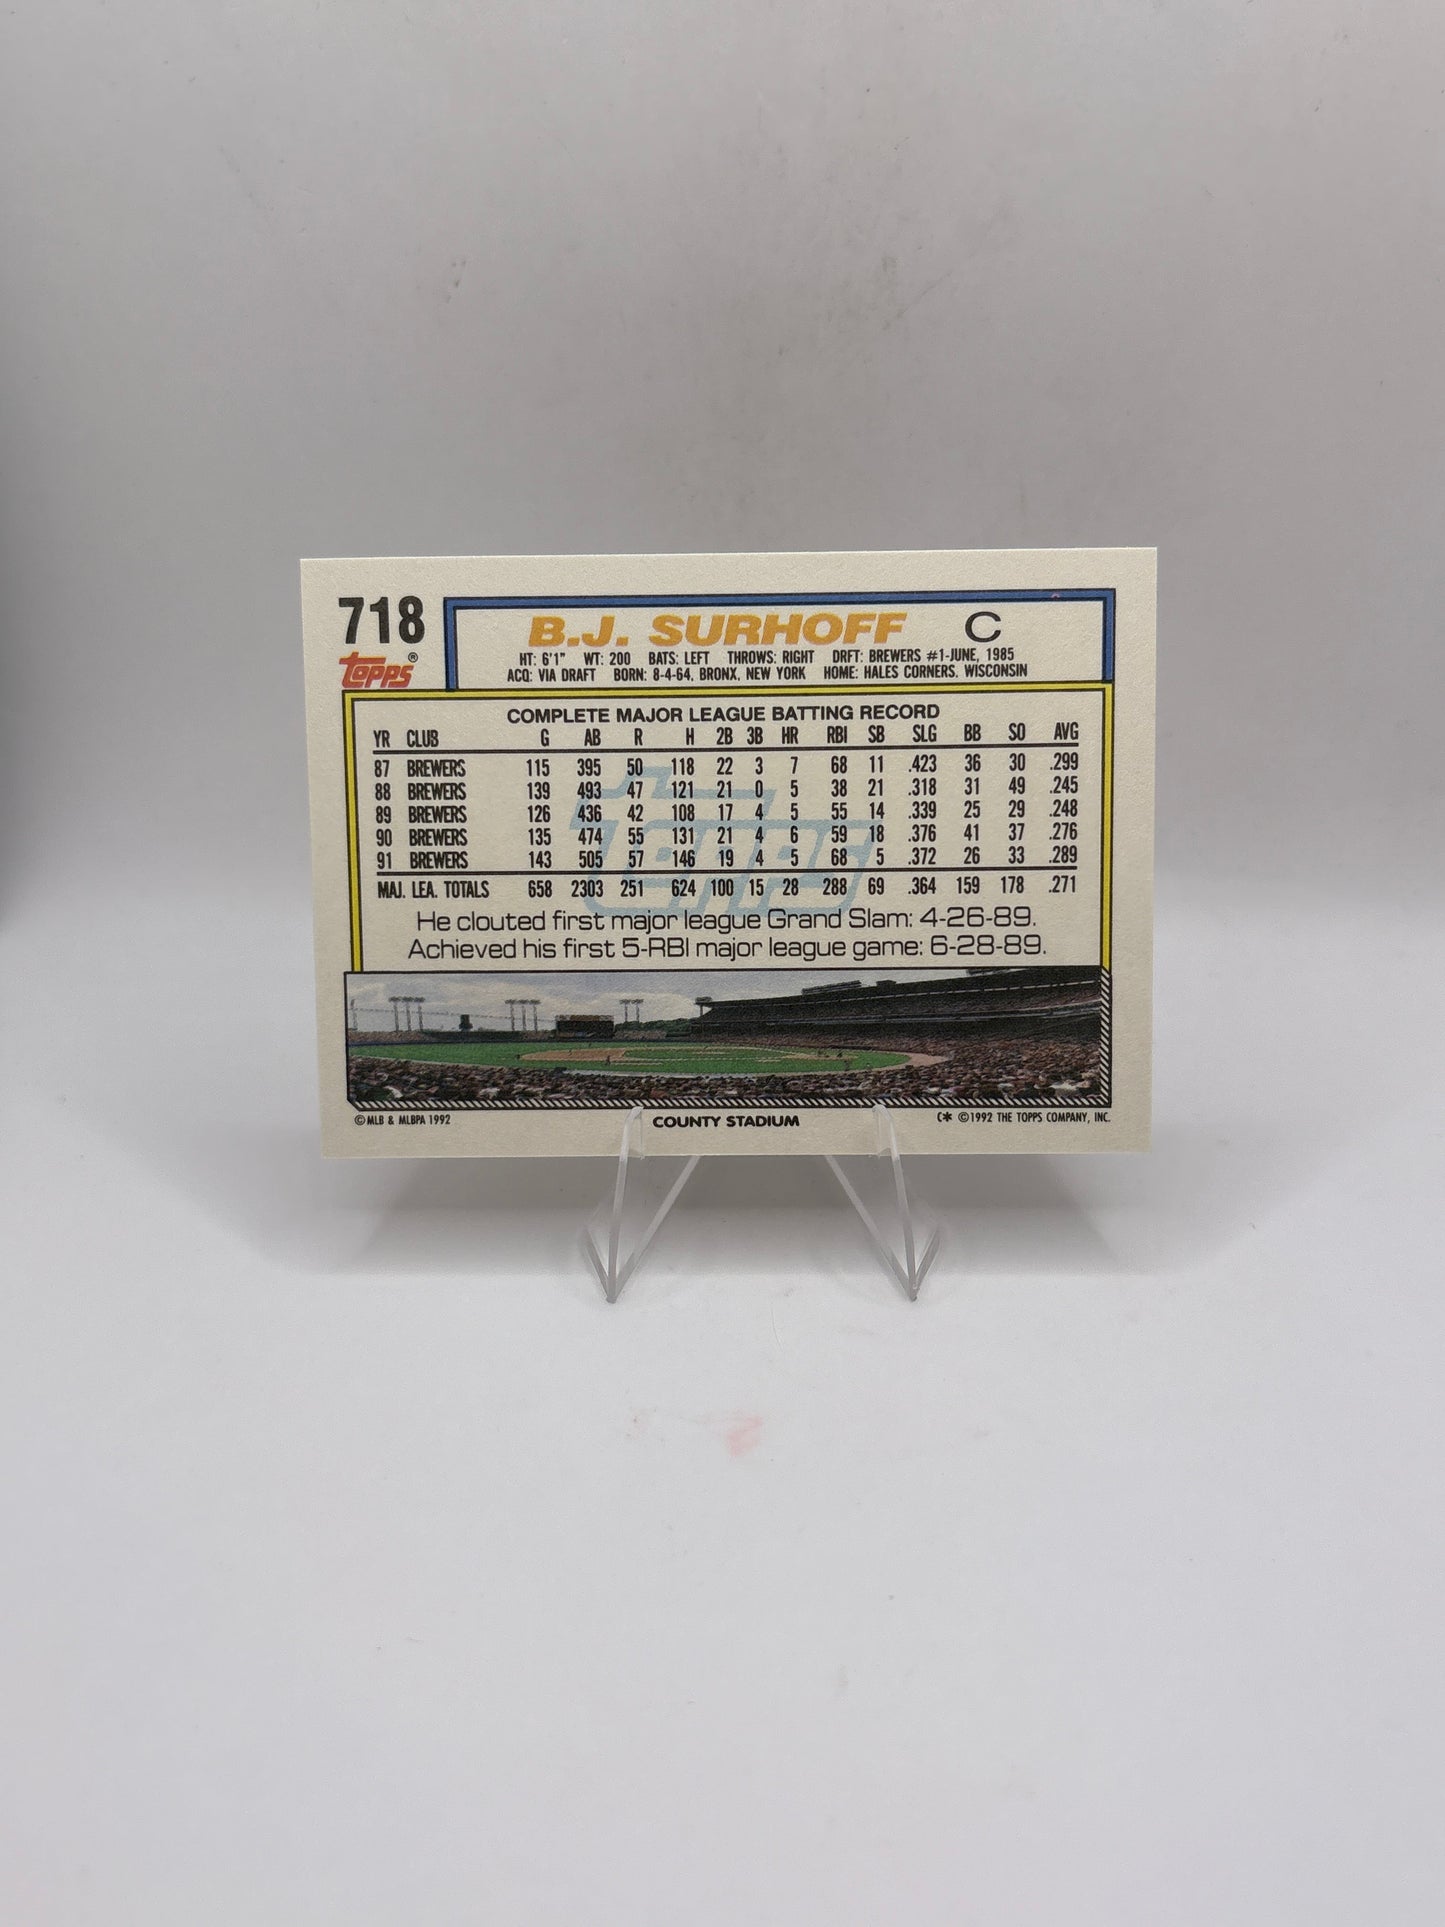 718
topps®
B.J. SURHOFF C
HT: 6'1" WT: 200 BATS: LEFT THROWS: RIGHT DRFT: BREWERS #1-JUNE, 1985
ACQ: VIA DRAFT BORN: 8-4-64, BRONX, NEW YORK HOME: HALES CORNERS, WISCONSIN
COMPLETE MAJOR LEAGUE BATTING RECORD
YR CLUB G AB R H 2B 3B HR RBI SB SLG BB SO AVG
87 BREWERS 115 395 50 118 22 3 7 68 11 .423 36 30 .299
88 BREWERS 139 493 47 121 21 0 5 38 21 .318 31 49 .245
89 BREWERS 126 436 42 108 17 4 5 55 14 .339 25 29 .248
90 BREWERS 135 474 55 131 21 4 6 59 18 .376 41 37 .276
91 BREWERS 143 505 57 146 19 4 5 68 5 .372 26 33 .289
MAJ. LEA. TOTALS 658 2303 251 624 100 15 28 288 69 .364 159 178 .271
topps
He clouted first major league Grand Slam: 4-26-89.
Achieved his first 5-RBI major league game: 6-28-89.
© MLB & MLBPA 1992 COUNTY STADIUM C* © 1992 THE TOPPS COMPANY, INC.